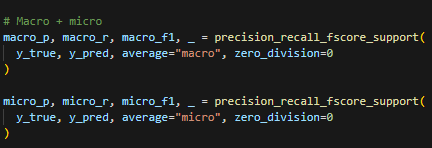 # Macro + micro
macro_p, macro_r, macro_f1, _ = precision_recall_fscore_support(
  y_true, y_pred, average="macro", zero_division=0
)

micro_p, micro_r, micro_f1, _ = precision_recall_fscore_support(
  y_true, y_pred, average="micro", zero_division=0
)